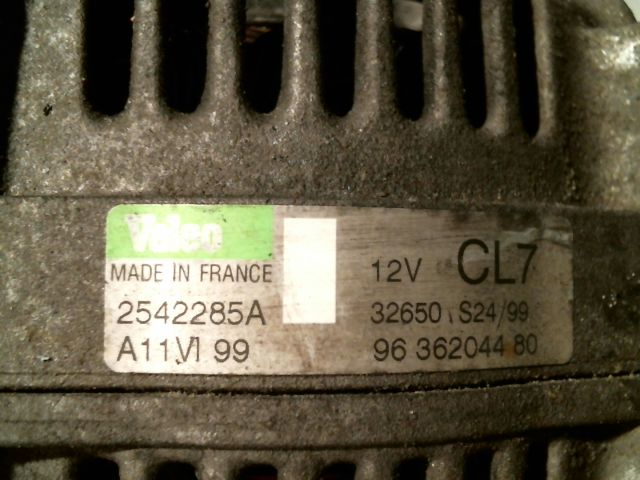 Valeo
MADE IN FRANCE
2542285A
A11VI 99
12V CL7
32650 S24/99
96 362044 80